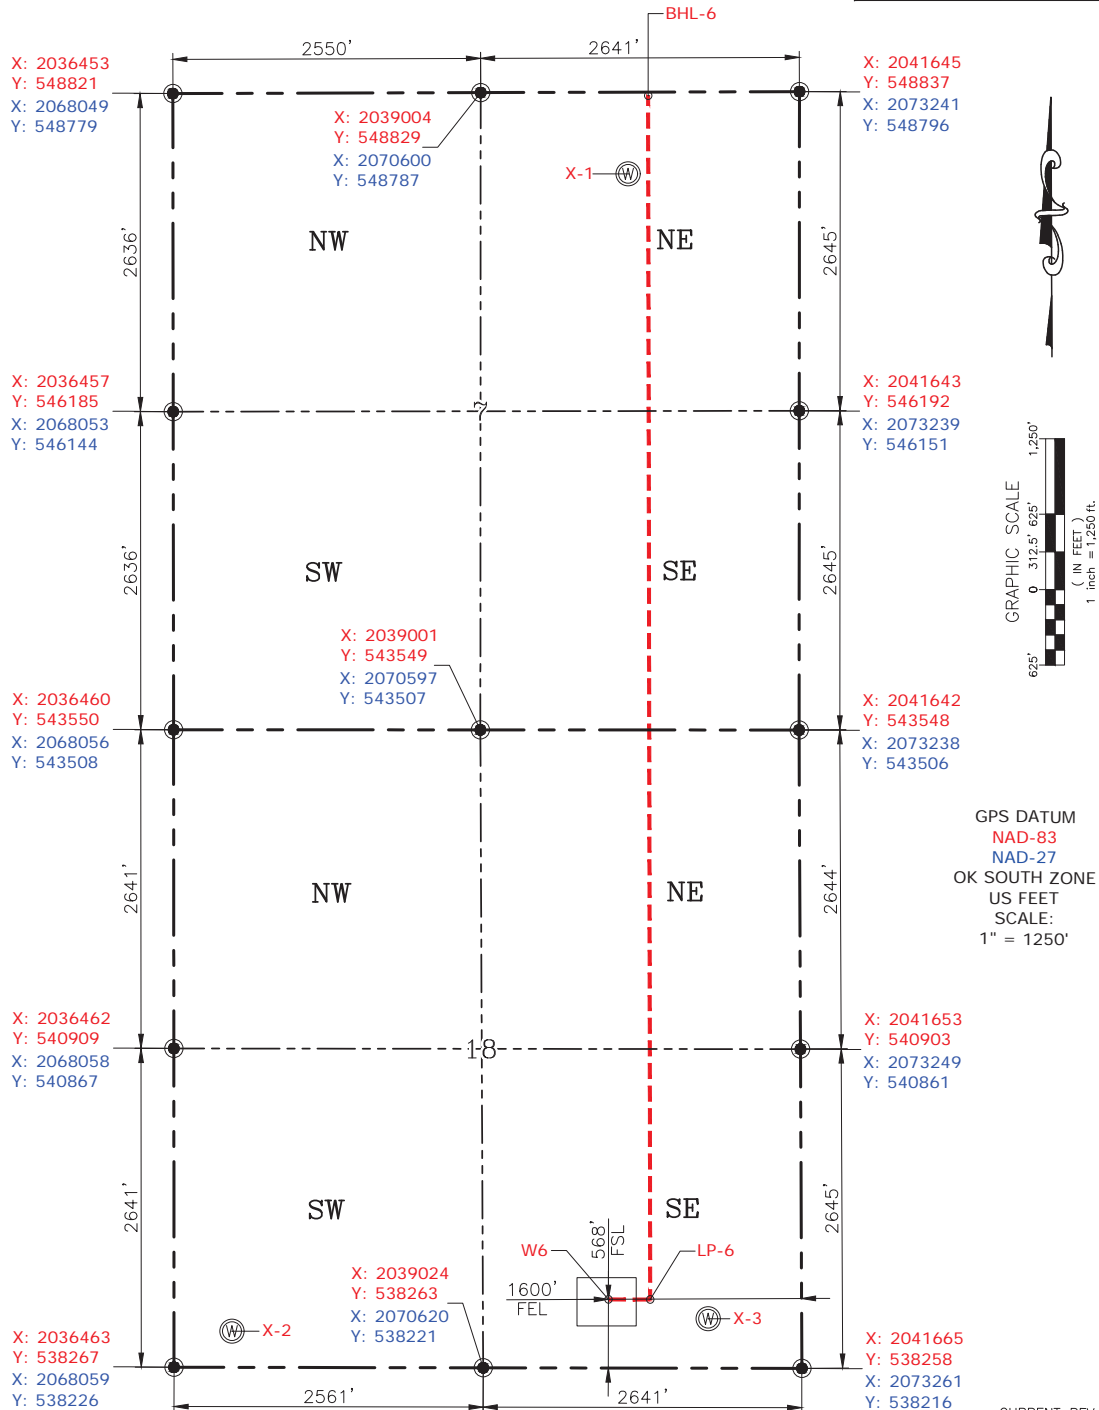 BHL-6
2550'
2641'
X: 2036453
Y: 548821
X: 2068049
Y: 548779
X: 2039004
Y: 548829
X: 2070600
Y: 548787
X: 2041645
Y: 548837
X: 2073241
Y: 548796
X-1
W
NW
NE
2636'
2645'
X: 2036457
Y: 546185
X: 2068053
Y: 546144
7
X: 2041643
Y: 546192
X: 2073239
Y: 546151
GRAPHIC SCALE
625'
0
312.5'
625'
1,250'
( IN FEET )
1 inch = 1,250 ft.
2636'
SW
SE
2645'
X: 2039001
Y: 543549
X: 2070597
Y: 543507
X: 2036460
Y: 543550
X: 2068056
Y: 543508
X: 2041642
Y: 543548
X: 2073238
Y: 543506
GPS DATUM
NAD-83
NAD-27
OK SOUTH ZONE
US FEET
SCALE:
1" = 1250'
2641'
NW
NE
2644'
X: 2036462
Y: 540909
X: 2068058
Y: 540867
18
X: 2041653
Y: 540903
X: 2073249
Y: 540861
2641'
SW
SE
2645'
W6
568'
FSL
LP-6
1600'
FEL
X: 2039024
Y: 538263
X: 2070620
Y: 538221
W
X-2
W
X-3
X: 2036463
Y: 538267
X: 2068059
Y: 538226
X: 2041665
Y: 538258
X: 2073261
Y: 538216
2561'
2641'